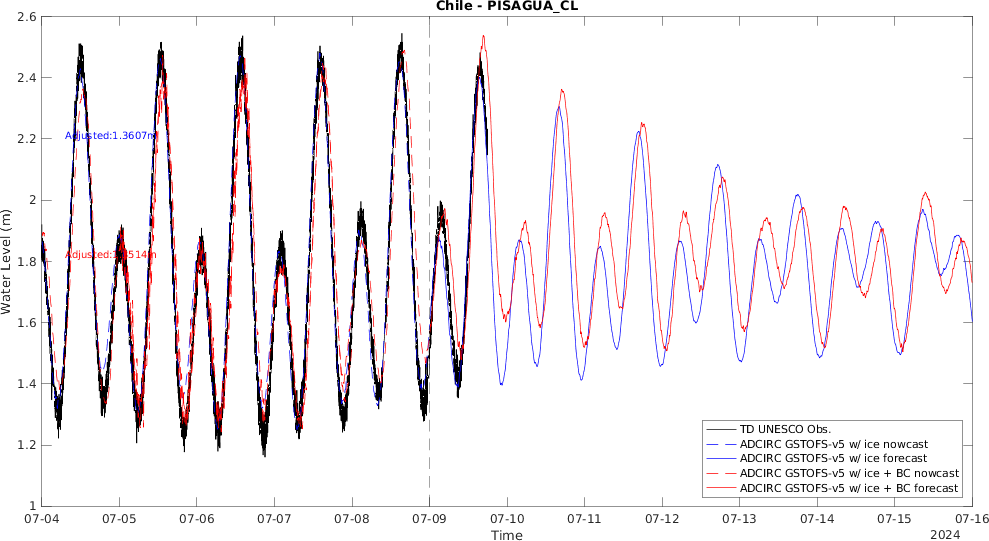 Chile - PISAGUA_CL
2.6
2.4
2.2
2
1.8
1.6
1.4
1.2
1
Water Level (m)
Adjusted:1.3607m
07-04
07-05
07-06
07-07
07-08
07-09
07-10
07-11
07-12
07-13
07-14
07-15
07-16
Time
2024
TD UNESCO Obs.
ADCIRC GSTOFS-v5 w/ ice nowcast
ADCIRC GSTOFS-v5 w/ ice forecast
ADCIRC GSTOFS-v5 w/ ice + BC nowcast
ADCIRC GSTOFS-v5 w/ ice + BC forecast